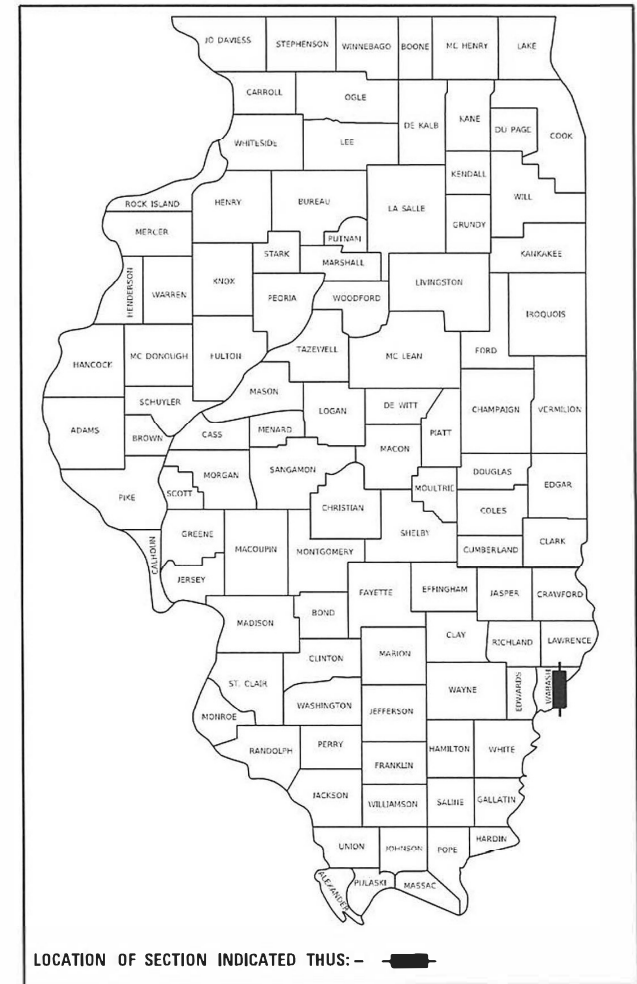 JO DAVIESS STEPHENSON WINNEBAGO BOONE MC HENRY LAKE
CARROLL OGLE DE KALB KANE DU PAGE COOK
WHITESIDE LEE
KENDALL WILL
ROCK ISLAND HENRY BUREAU LA SALLE GRUNDY
MERCER PUTNAM
STARK MARSHALL KANKAKEE
HENDERSON WARREN KNOX PEORIA WOODFORD LIVINGSTON
IROQUOIS
HANCOCK MC DONOUGH FULTON TAZEWELL MC LEAN FORD
MASON
SCHUYLER LOGAN DE WITT CHAMPAIGN VERMILION
ADAMS BROWN CASS MENARD PIATT
MACON
SCOTT MORGAN SANGAMON MOULTRIE DOUGLAS EDGAR
PIKE CHRISTIAN COLES
GREENE MACOUPIN MONTGOMERY SHELBY CUMBERLAND CLARK
CALHOUN JERSEY
FAYETTE EFFINGHAM JASPER CRAWFORD
MADISON BOND
CLAY RICHLAND LAWRENCE
CLINTON MARION
ST. CLAIR WAYNE EDWARDS WABASH
MONROE WASHINGTON JEFFERSON
RANDOLPH PERRY HAMILTON WHITE
FRANKLIN
JACKSON WILLIAMSON SALINE GALLATIN
UNION JOHNSON POPE HARDIN
ALEXANDER PULASKI MASSAC
LOCATION OF SECTION INDICATED THUS: –